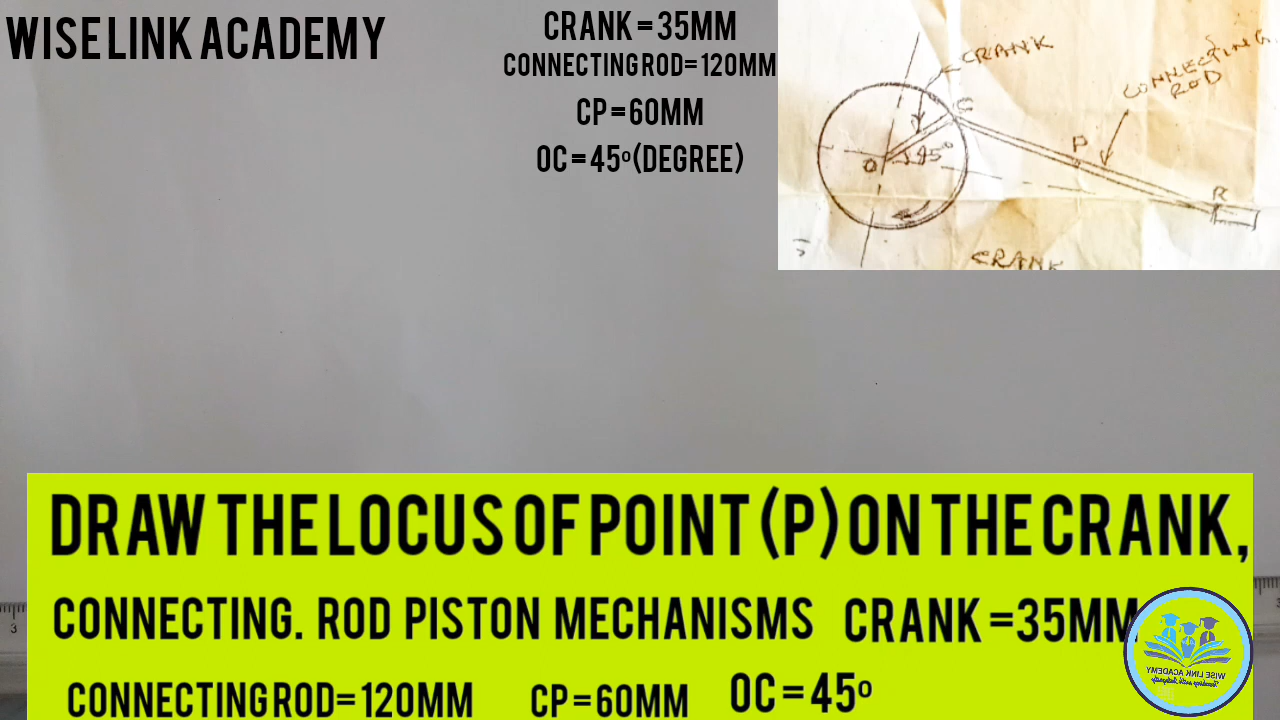 WISE LINK ACADEMY
CRANK = 35MM
CONNECTING ROD= 120MM
CP = 60MM
OC = 45º (DEGREE)
CRANK
CONNECTING
ROD
C
P
O
45°
R
CRANK
DRAW THE LOCUS OF POINT (P) ON THE CRANK,
CONNECTING. ROD PISTON MECHANISMS CRANK =35MM
CONNECTING ROD= 120MM CP = 60MM OC = 45º
3
WISE LINK ACADEMY